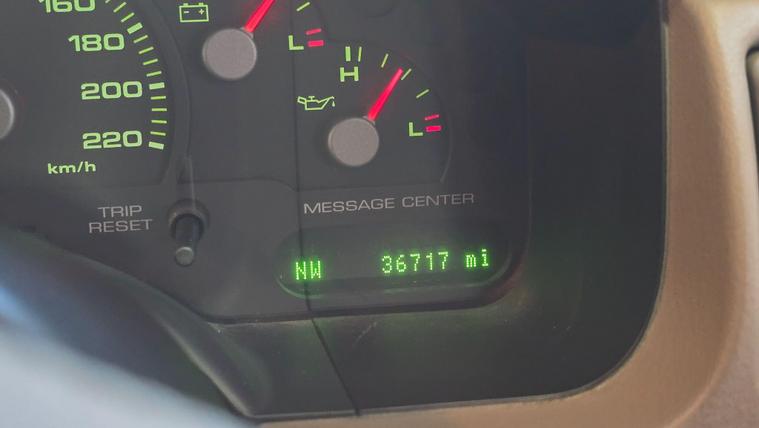 160
180
200
220
km/h
L
H
L
TRIP
RESET
MESSAGE CENTER
NW 36717 mi